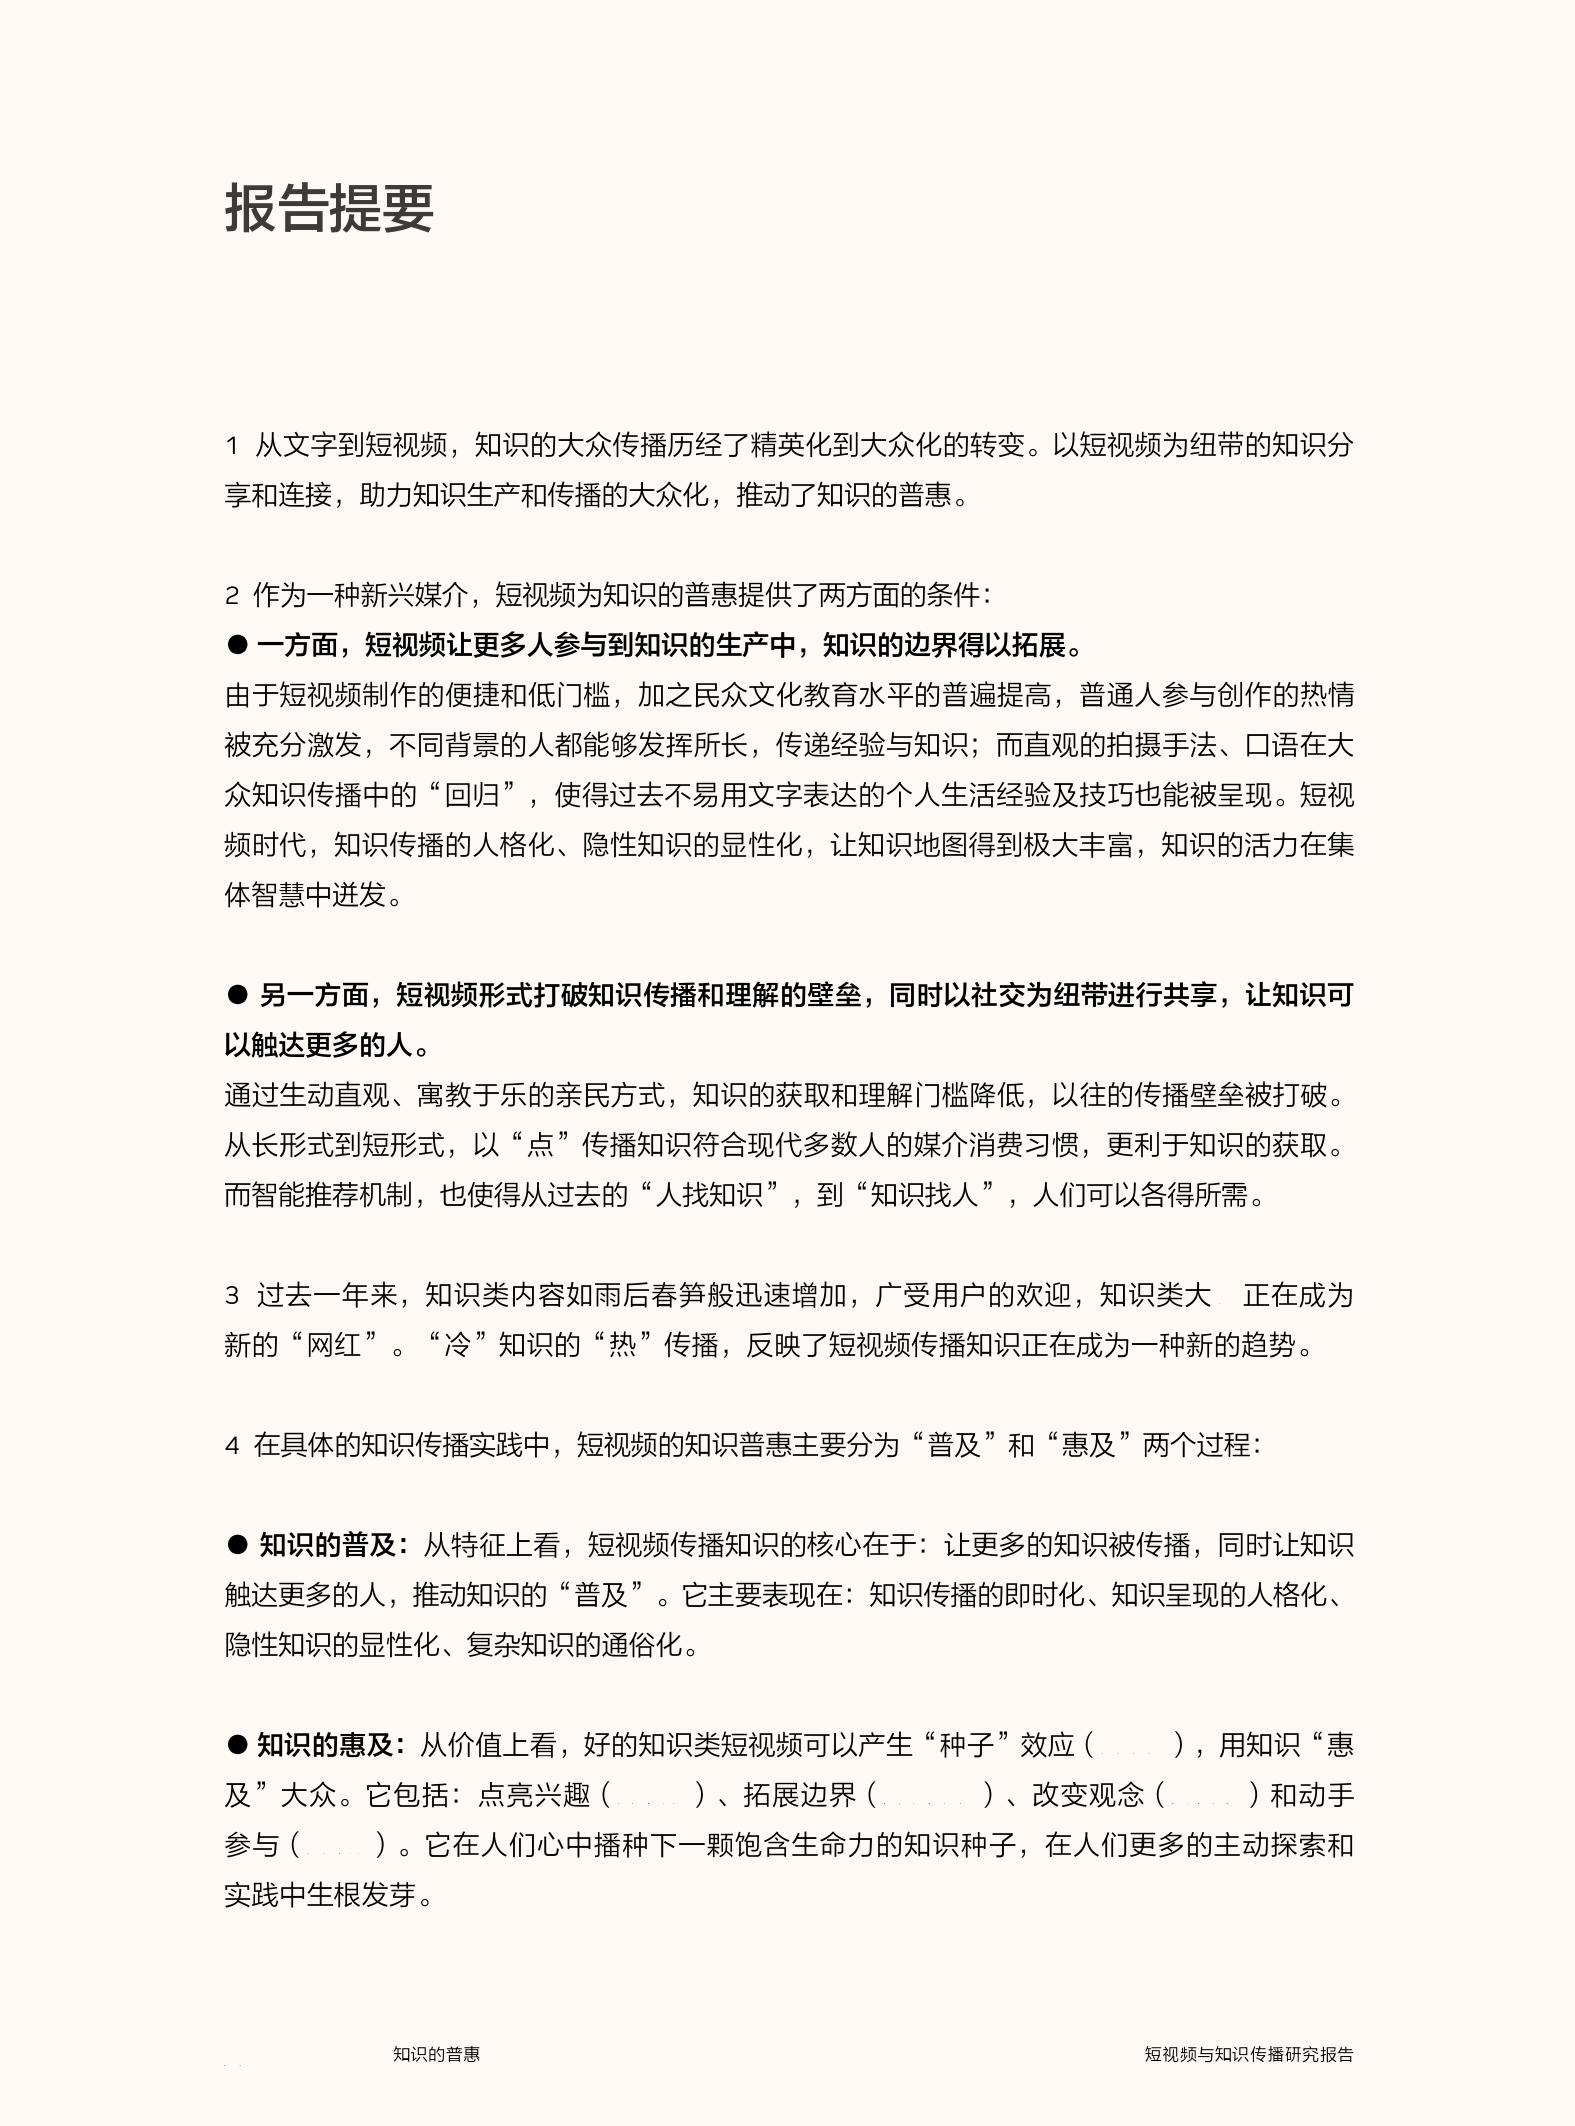 报告提要
1 从文字到短视频，知识的大众传播历经了精英化到大众化的转变。以短视频为纽带的知识分
享和连接，助力知识生产和传播的大众化，推动了知识的普惠。
2 作为一种新兴媒介，短视频为知识的普惠提供了两方面的条件：
● 一方面，短视频让更多人参与到知识的生产中，知识的边界得以拓展。
由于短视频制作的便捷和低门槛，加之民众文化教育水平的普遍提高，普通人参与创作的热情
被充分激发，不同背景的人都能够发挥所长，传递经验与知识；而直观的拍摄手法、口语在大
众知识传播中的“回归”，使得过去不易用文字表达的个人生活经验及技巧也能被呈现。短视
频时代，知识传播的人格化、隐性知识的显性化，让知识地图得到极大丰富，知识的活力在集
体智慧中迸发。
● 另一方面，短视频形式打破知识传播和理解的壁垒，同时以社交为纽带进行共享，让知识可
以触达更多的人。
通过生动直观、寓教于乐的亲民方式，知识的获取和理解门槛降低，以往的传播壁垒被打破。
从长形式到短形式，以“点”传播知识符合现代多数人的媒介消费习惯，更利于知识的获取。
而智能推荐机制，也使得从过去的“人找知识”，到“知识找人”，人们可以各得所需。
3 过去一年来，知识类内容如雨后春笋般迅速增加，广受用户的欢迎，知识类大 正在成为
新的“网红”。“冷”知识的“热”传播，反映了短视频传播知识正在成为一种新的趋势。
4 在具体的知识传播实践中，短视频的知识普惠主要分为“普及”和“惠及”两个过程：
● 知识的普及：从特征上看，短视频传播知识的核心在于：让更多的知识被传播，同时让知识
触达更多的人，推动知识的“普及”。它主要表现在：知识传播的即时化、知识呈现的人格化、
隐性知识的显性化、复杂知识的通俗化。
● 知识的惠及：从价值上看，好的知识类短视频可以产生“种子”效应（ ），用知识“惠
及”大众。它包括：点亮兴趣（ ）、拓展边界（ ）、改变观念（ ）和动手
参与（ ）。它在人们心中播种下一颗饱含生命力的知识种子，在人们更多的主动探索和
实践中生根发芽。
知识的普惠
短视频与知识传播研究报告